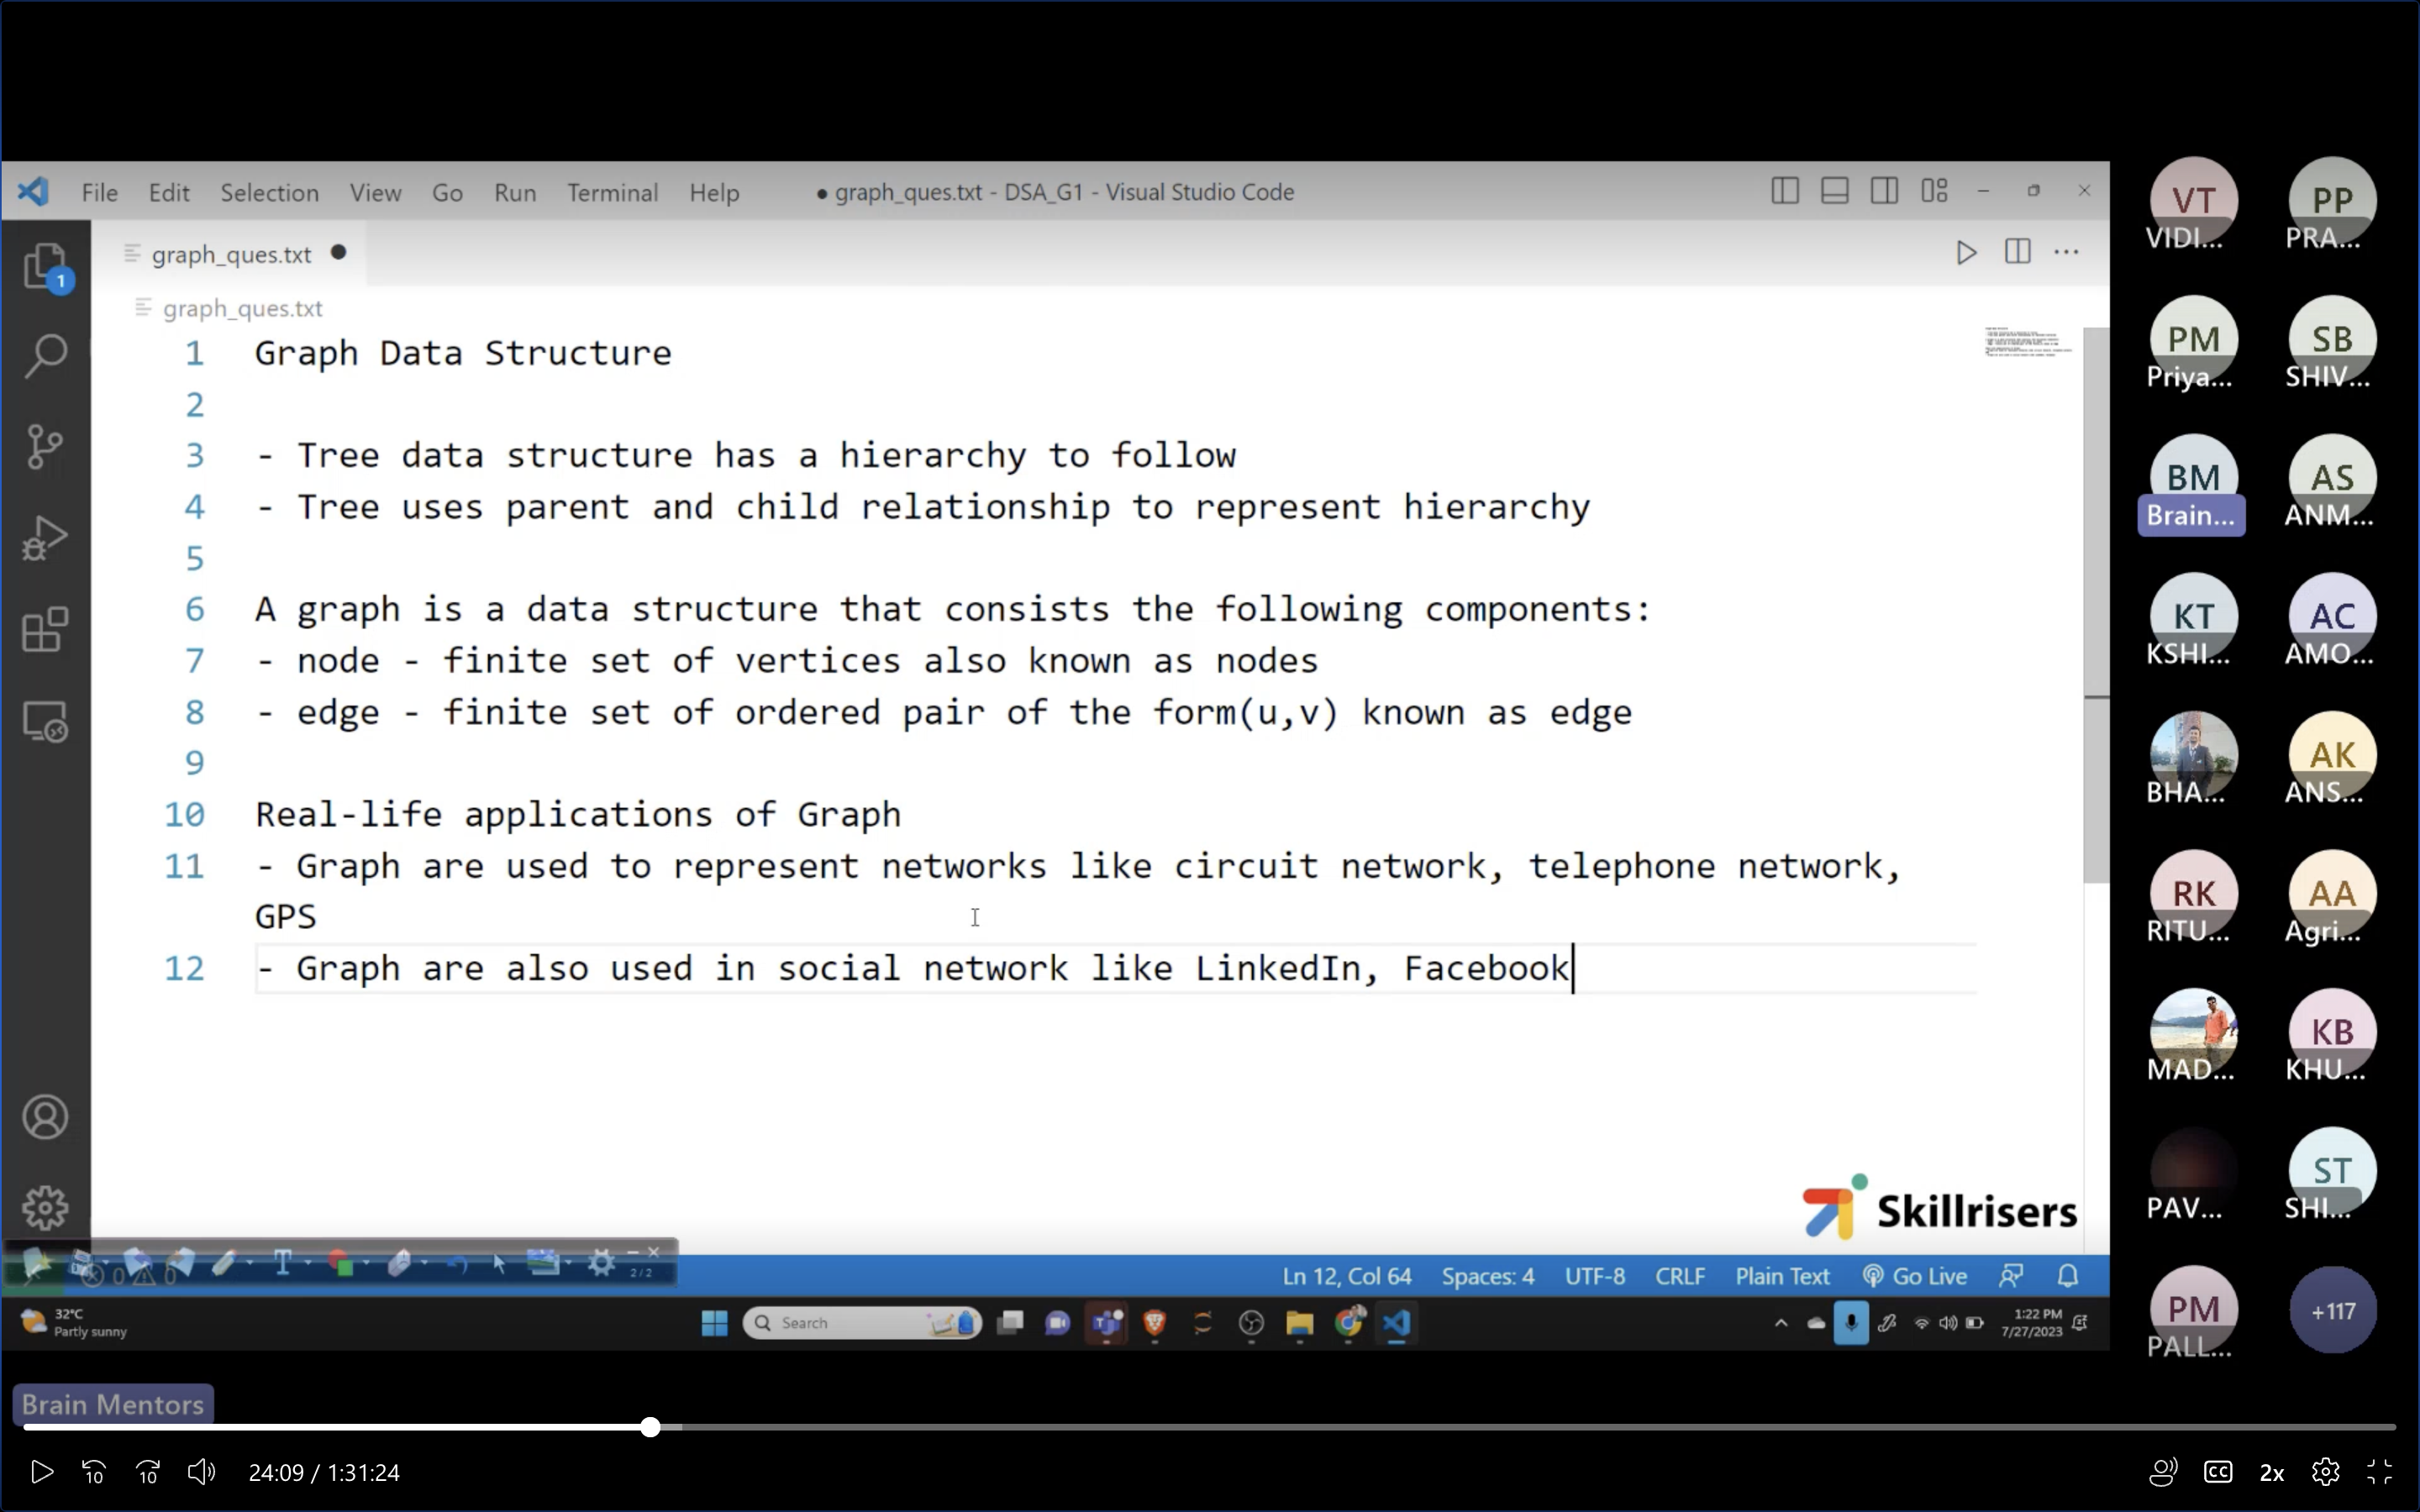 File Edit Selection View Go Run Terminal Help
● graph_ques.txt - DSA_G1 - Visual Studio Code
graph_ques.txt ●
1
graph_ques.txt
1 Graph Data Structure
2
3 - Tree data structure has a hierarchy to follow
4 - Tree uses parent and child relationship to represent hierarchy
5
6 A graph is a data structure that consists the following components:
7 - node - finite set of vertices also known as nodes
8 - edge - finite set of ordered pair of the form(u,v) known as edge
9
10 Real-life applications of Graph
11 - Graph are used to represent networks like circuit network, telephone network,
GPS
12 - Graph are also used in social network like LinkedIn, Facebook
Skillrisers
2/2
0 0
Ln 12, Col 64 Spaces: 4 UTF-8 CRLF Plain Text Go Live
32°C
Partly sunny
Search
1:22 PM
7/27/2023
VT PP
VIDI... PRA...
PM SB
Priya... SHIV...
BM AS
Brain... ANM...
KT AC
KSHI... AMO...
AK
BHA... ANS...
RK AA
RITU... Agri...
KB
MAD... KHU...
ST
PAV... SHI...
PM +117
PALL...
Brain Mentors
10 10 24:09 / 1:31:24 CC 2x